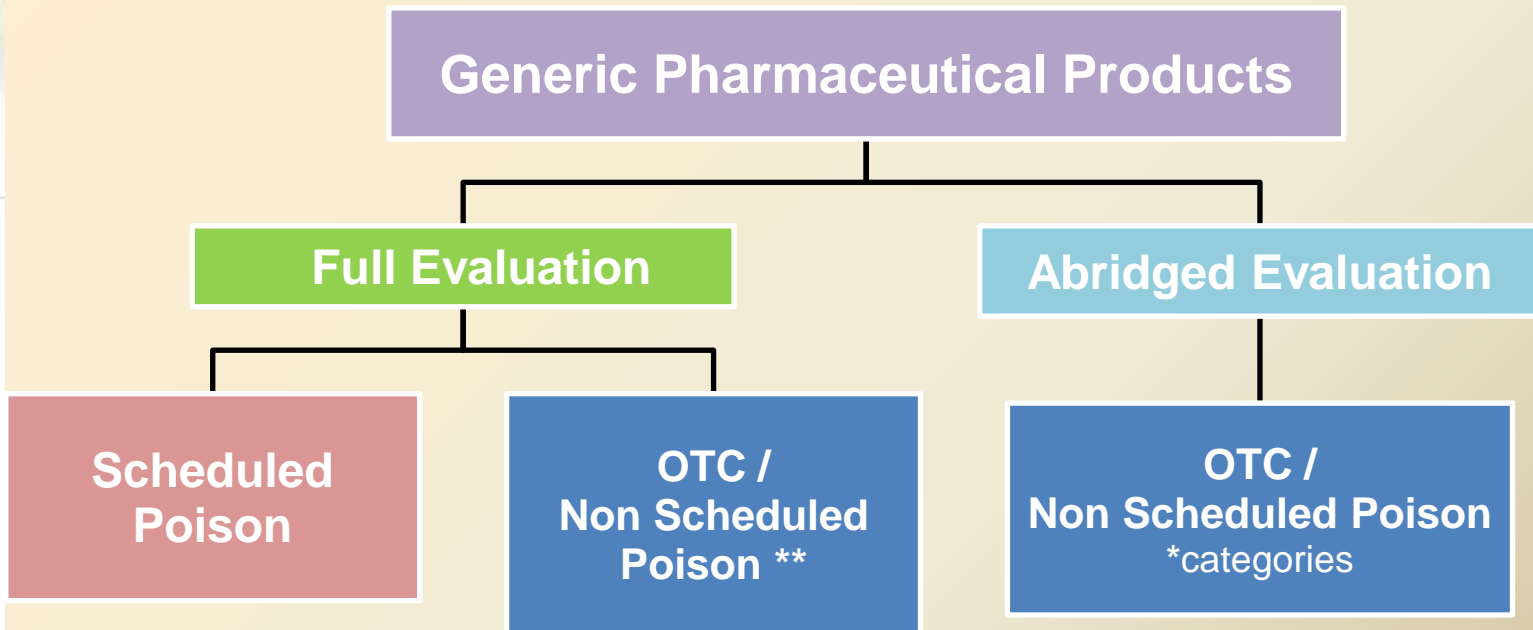 Generic Pharmaceutical Products
Full Evaluation
Abridged Evaluation
Scheduled
Poison
OTC /
Non Scheduled
Poison **
OTC /
Non Scheduled Poison
*categories